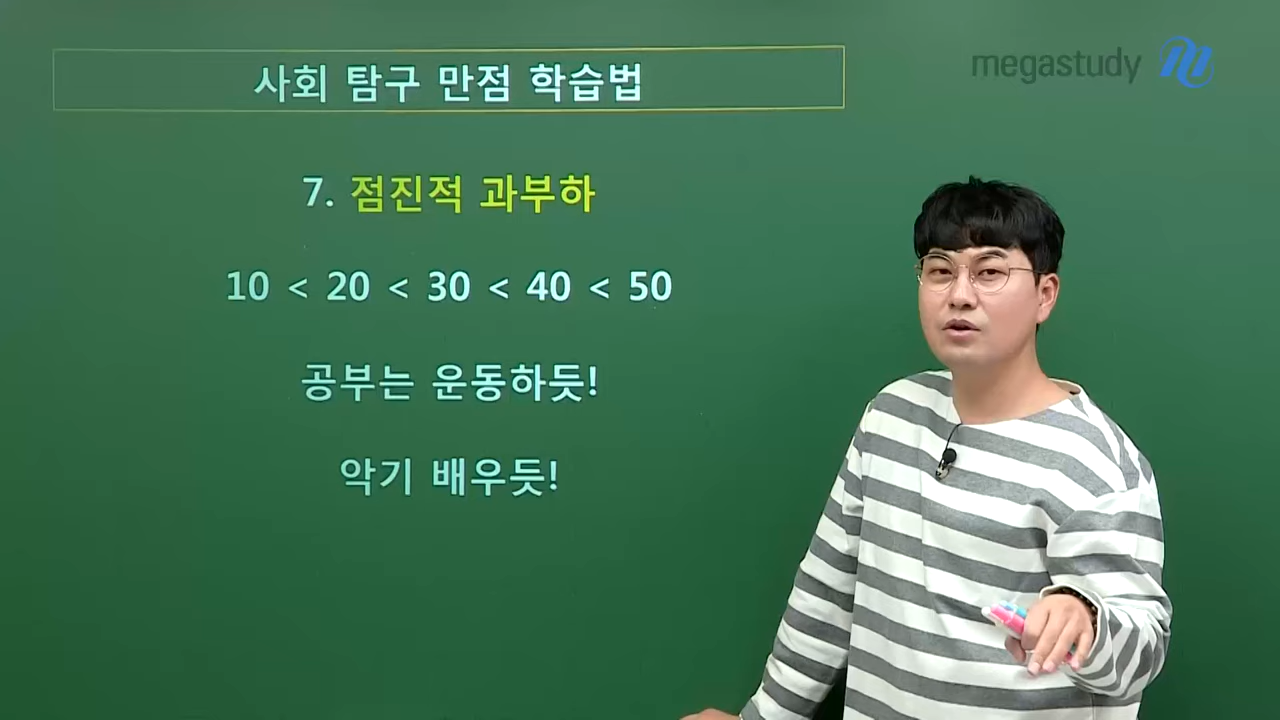 사회 탐구 만점 학습법
megastudy
7. 점진적 과부하
10 < 20 < 30 < 40 < 50
공부는 운동하듯!
악기 배우듯!